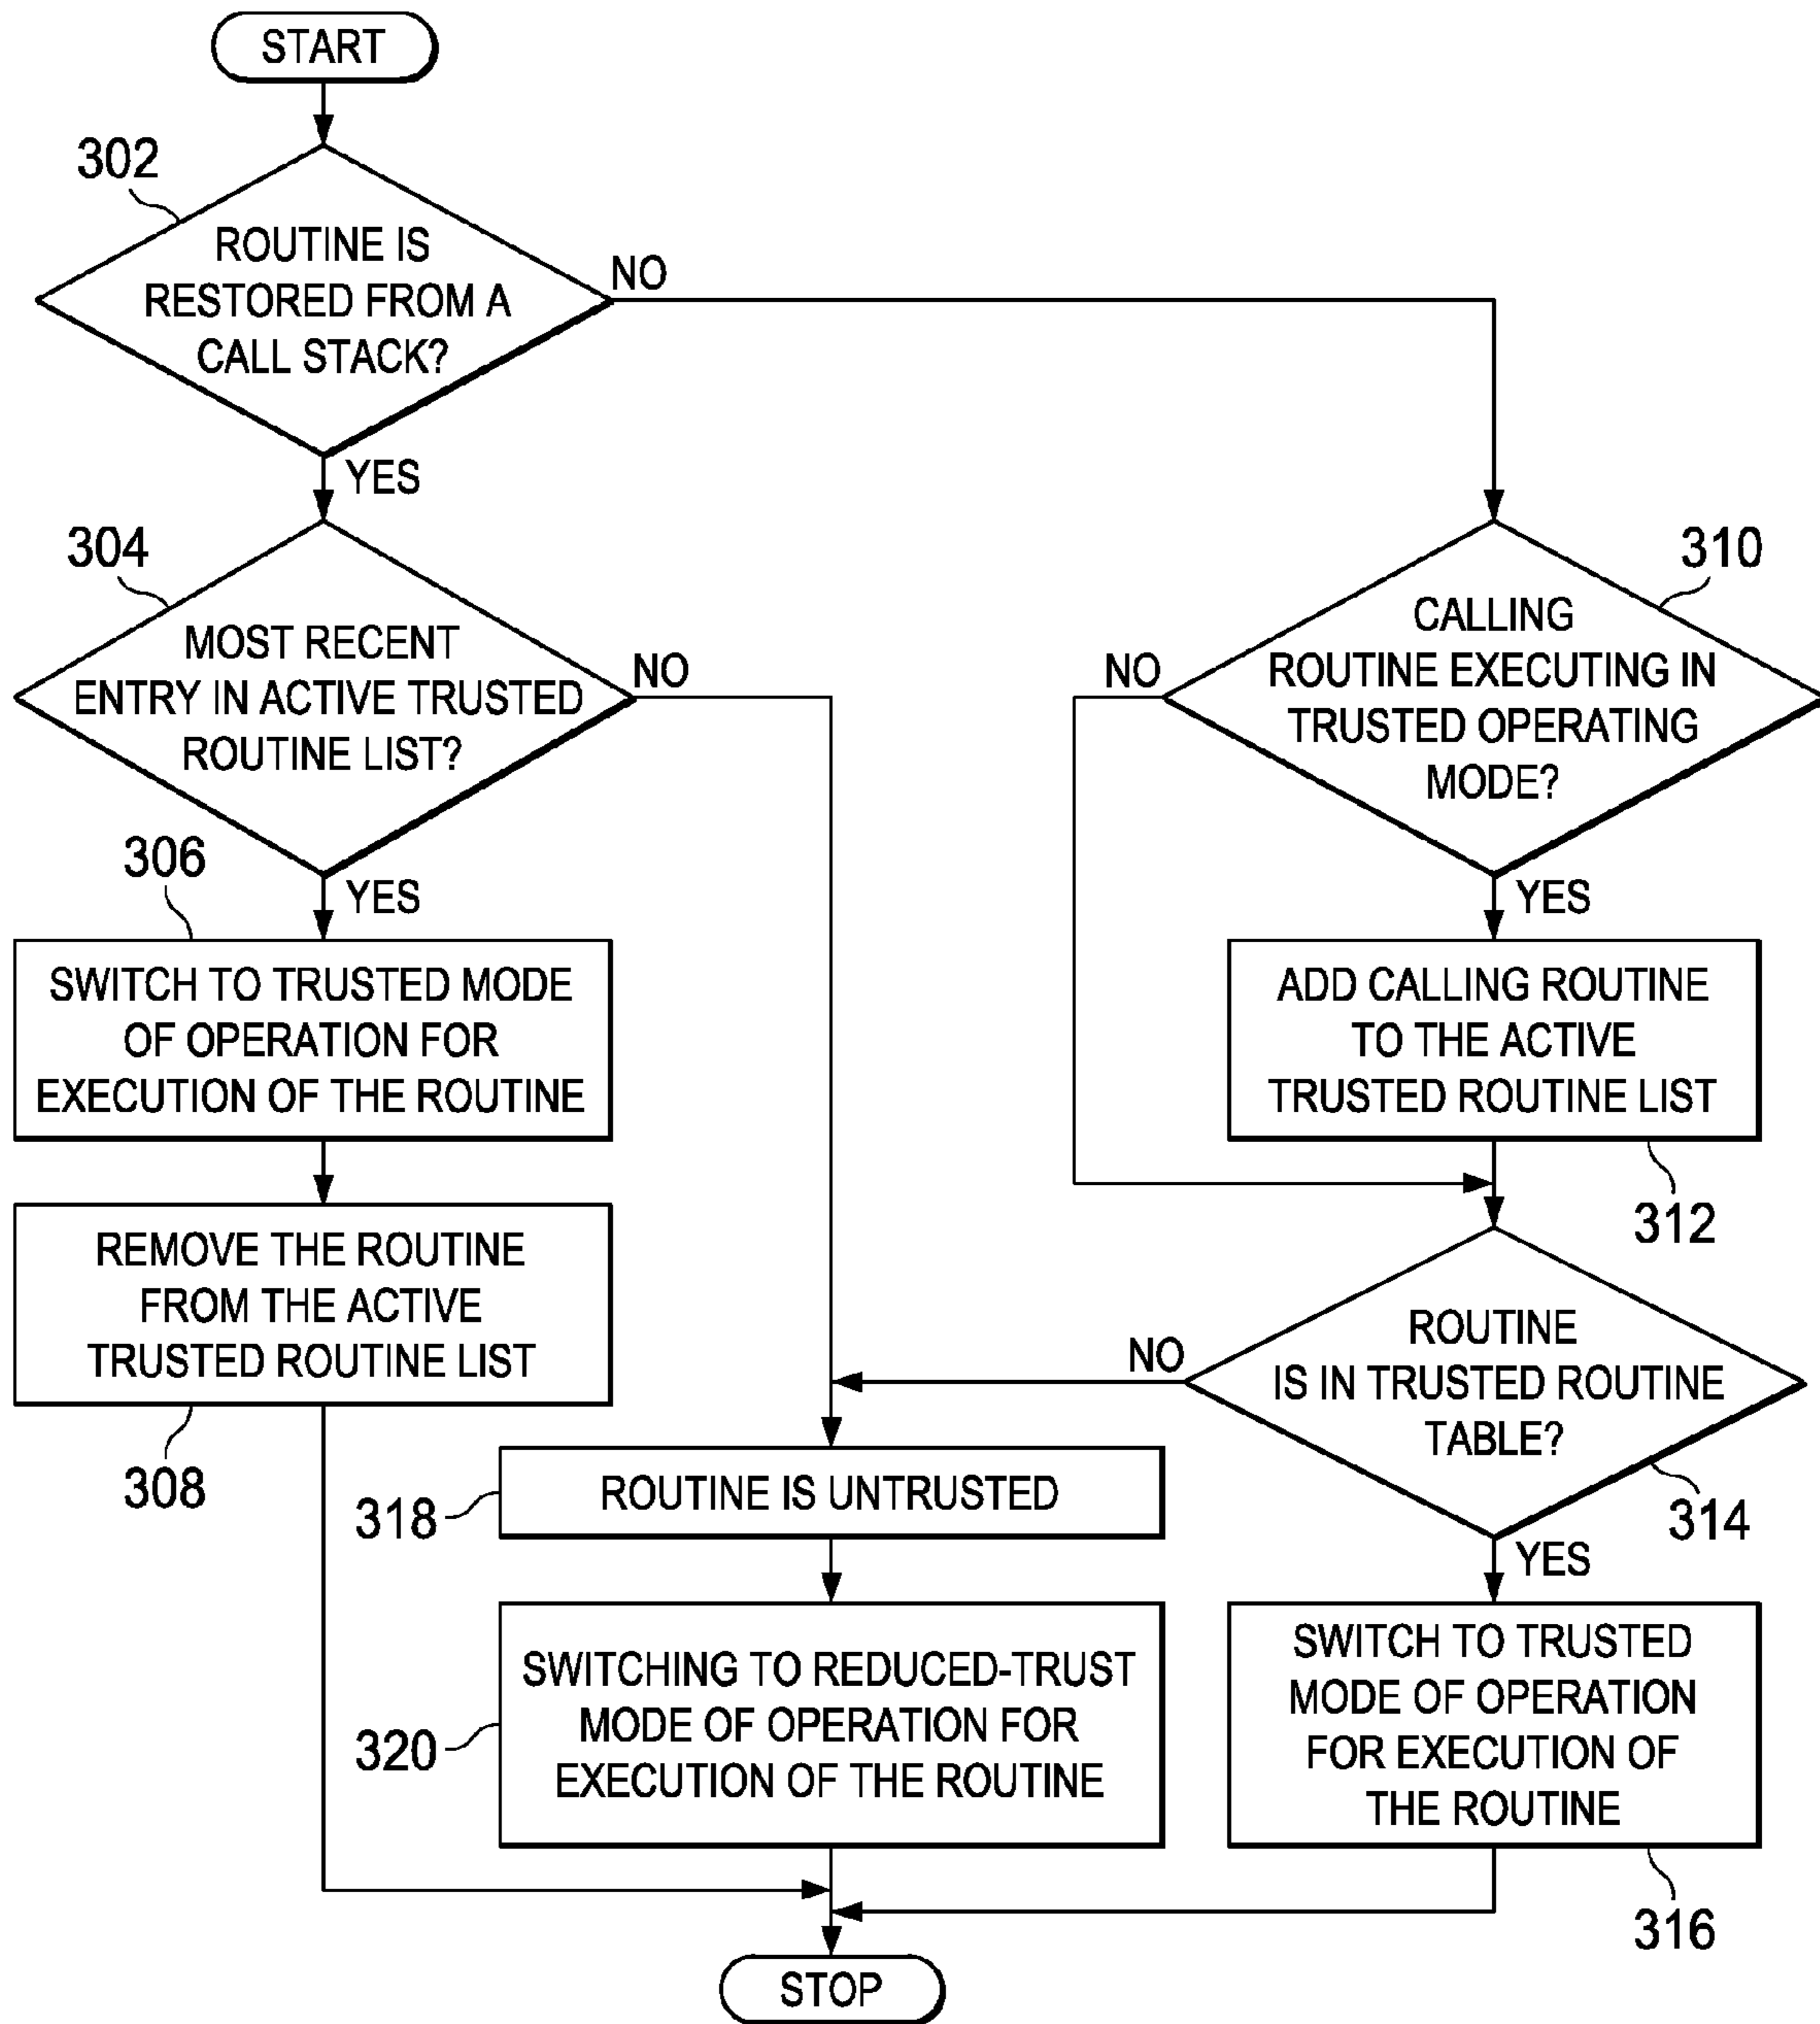 START
302
ROUTINE IS
RESTORED FROM A
CALL STACK?
NO
YES
304
MOST RECENT
ENTRY IN ACTIVE TRUSTED
ROUTINE LIST?
NO
YES
310
CALLING
ROUTINE EXECUTING IN
TRUSTED OPERATING
MODE?
NO
YES
306
SWITCH TO TRUSTED MODE
OF OPERATION FOR
EXECUTION OF THE ROUTINE
ADD CALLING ROUTINE
TO THE ACTIVE
TRUSTED ROUTINE LIST
312
REMOVE THE ROUTINE
FROM THE ACTIVE
TRUSTED ROUTINE LIST
308
ROUTINE
IS IN TRUSTED ROUTINE
TABLE?
NO
YES
314
318
ROUTINE IS UNTRUSTED
320
SWITCHING TO REDUCED-TRUST
MODE OF OPERATION FOR
EXECUTION OF THE ROUTINE
SWITCH TO TRUSTED
MODE OF OPERATION
FOR EXECUTION OF
THE ROUTINE
316
STOP